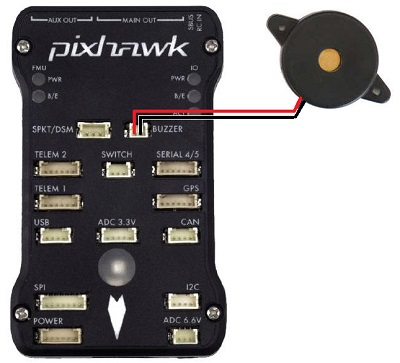 AUX OUT MAIN OUT
SBUS
RC IN
pixhawk
FMU IO
PWR PWR
B/E B/E
SPKT/DSM BUZZER
TELEM 2 SWITCH SERIAL 4/5
TELEM 1 GPS
USB ADC 3.3V CAN
SPI I2C
POWER ADC 6.6V